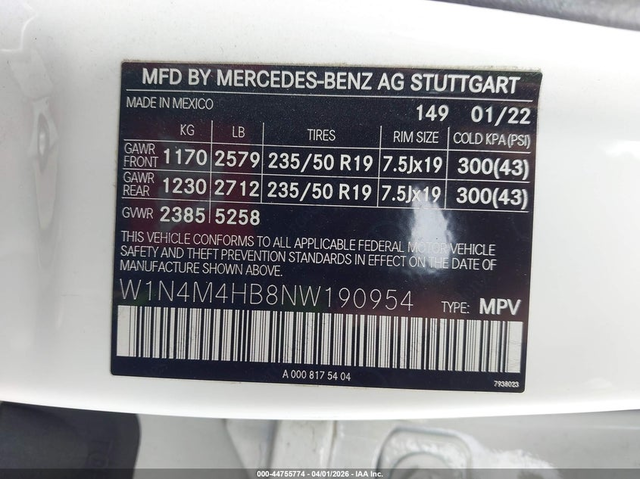 MFD BY MERCEDES-BENZ AG STUTTGART
MADE IN MEXICO 149 01/22
KG LB TIRES RIM SIZE COLD KPA(PSI)
GAWR FRONT 1170 2579 235/50 R19 7.5Jx19 300(43)
GAWR REAR 1230 2712 235/50 R19 7.5Jx19 300(43)
GVWR 2385 5258
THIS VEHICLE CONFORMS TO ALL APPLICABLE FEDERAL MOTOR VEHICLE
SAFETY AND THEFT PREVENTION STANDARDS IN EFFECT ON THE DATE
OF MANUFACTURE SHOWN ABOVE.
W1N4M4HB8NW190954 TYPE: MPV
A 000 817 54 04
7938023
000-44755774 | 04/01/2026 | IAA Inc.